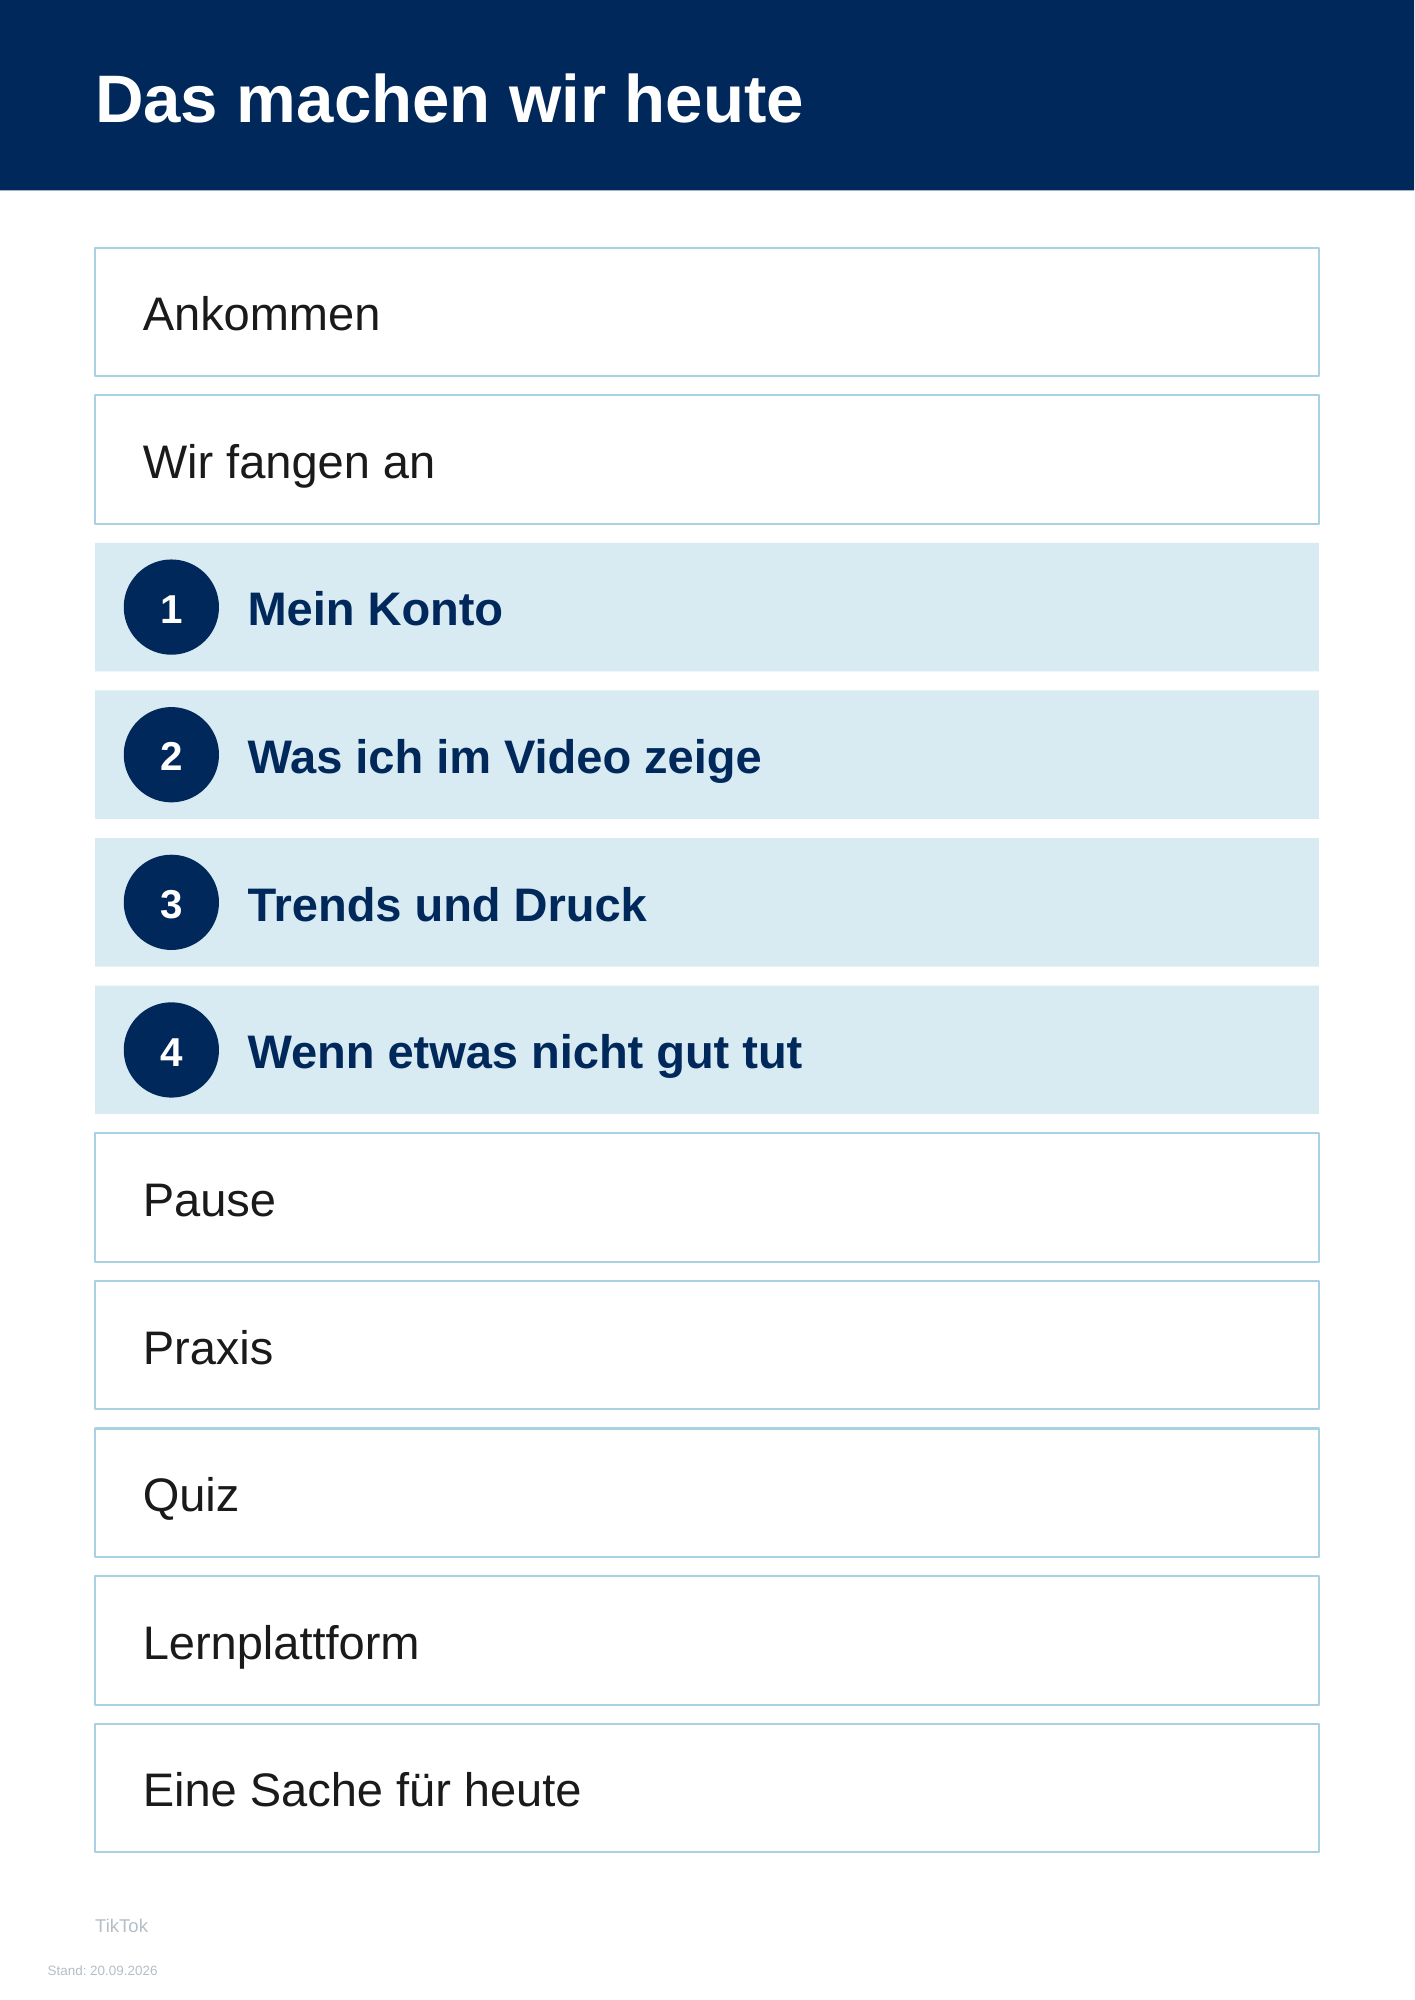 Das machen wir heute
Ankommen
Wir fangen an
1 Mein Konto
2 Was ich im Video zeige
3 Trends und Druck
4 Wenn etwas nicht gut tut
Pause
Praxis
Quiz
Lernplattform
Eine Sache für heute
TikTok
Stand: 20.09.2026